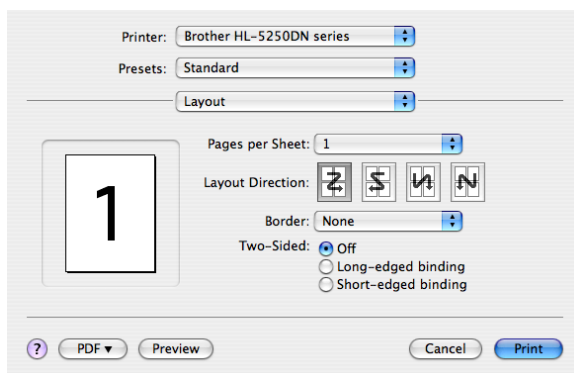 Printer: Brother HL-5250DN series
Presets: Standard
Layout
Pages per Sheet: 1
Layout Direction:
Border: None
Two-Sided: Off
Long-edged binding
Short-edged binding
1
? PDF ▼ Preview Cancel Print